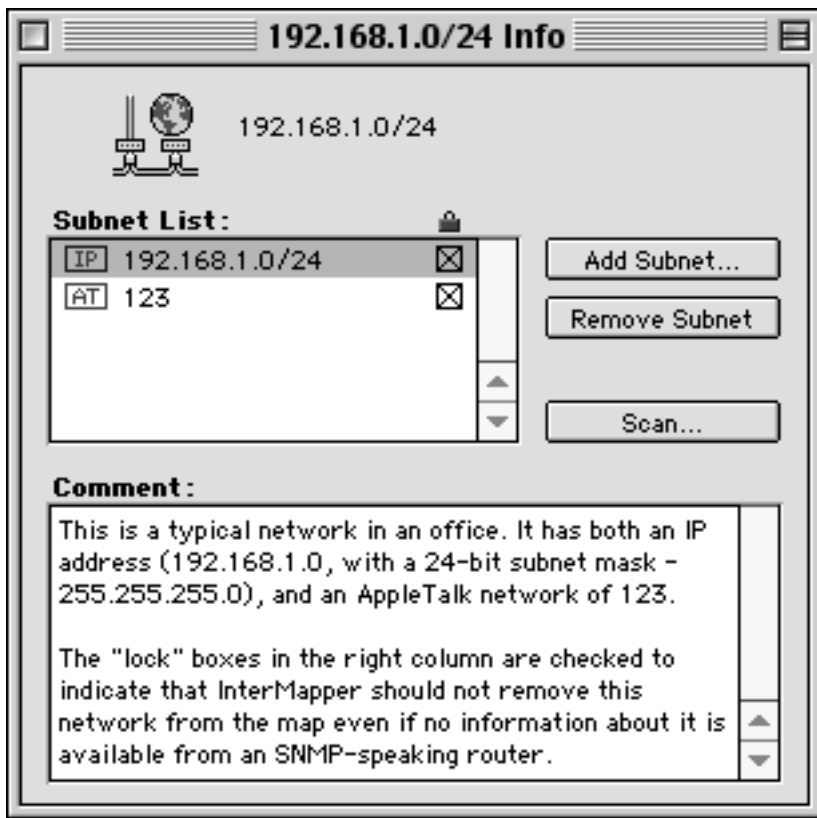 192.168.1.0/24 Info
192.168.1.0/24
Subnet List:
IP 192.168.1.0/24
AT 123
Add Subnet...
Remove Subnet
Scan...
Comment:
This is a typical network in an office. It has both an IP
address (192.168.1.0, with a 24-bit subnet mask -
255.255.255.0), and an AppleTalk network of 123.
The "lock" boxes in the right column are checked to
indicate that InterMapper should not remove this
network from the map even if no information about it is
available from an SNMP-speaking router.